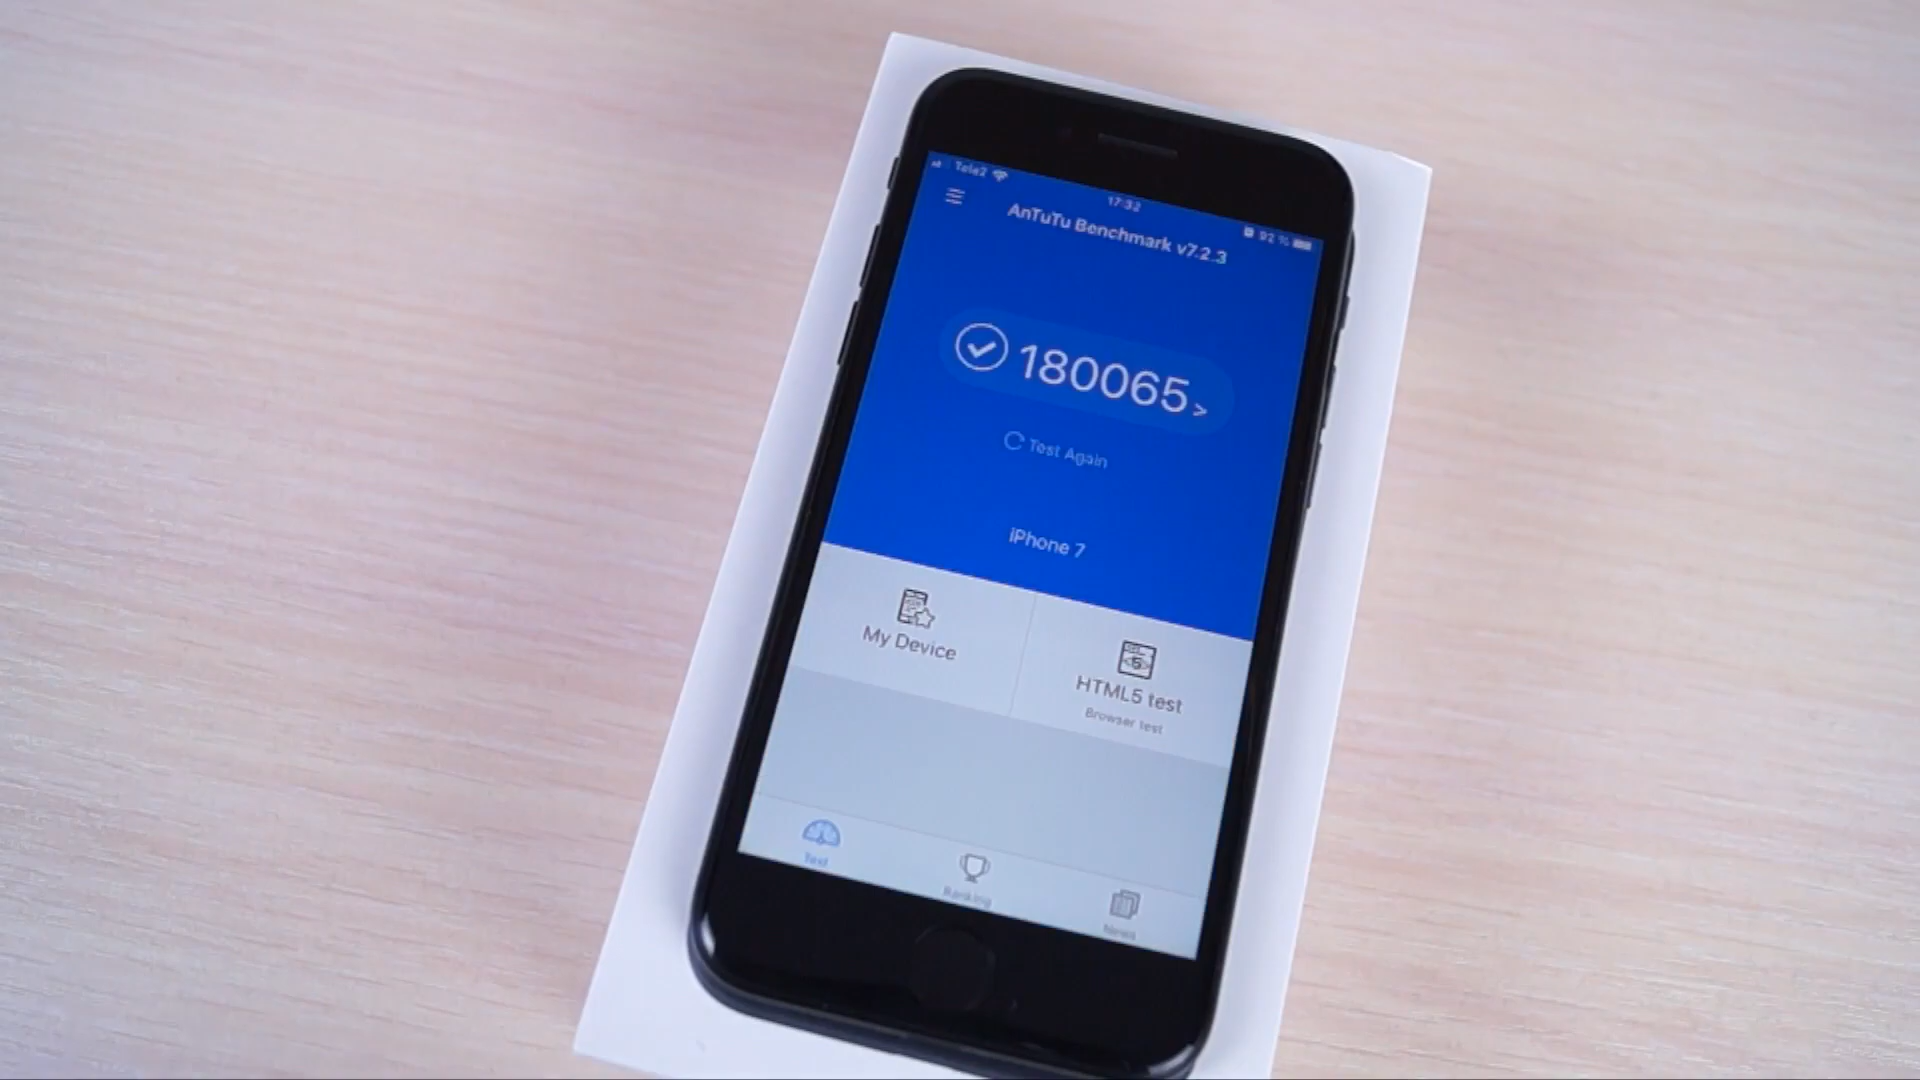 Tele2
17:32
92 %
AnTuTu Benchmark v7.2.3
180065 >
Test Again
iPhone 7
My Device
HTML5 test
Browser test
Test
Ranking
News